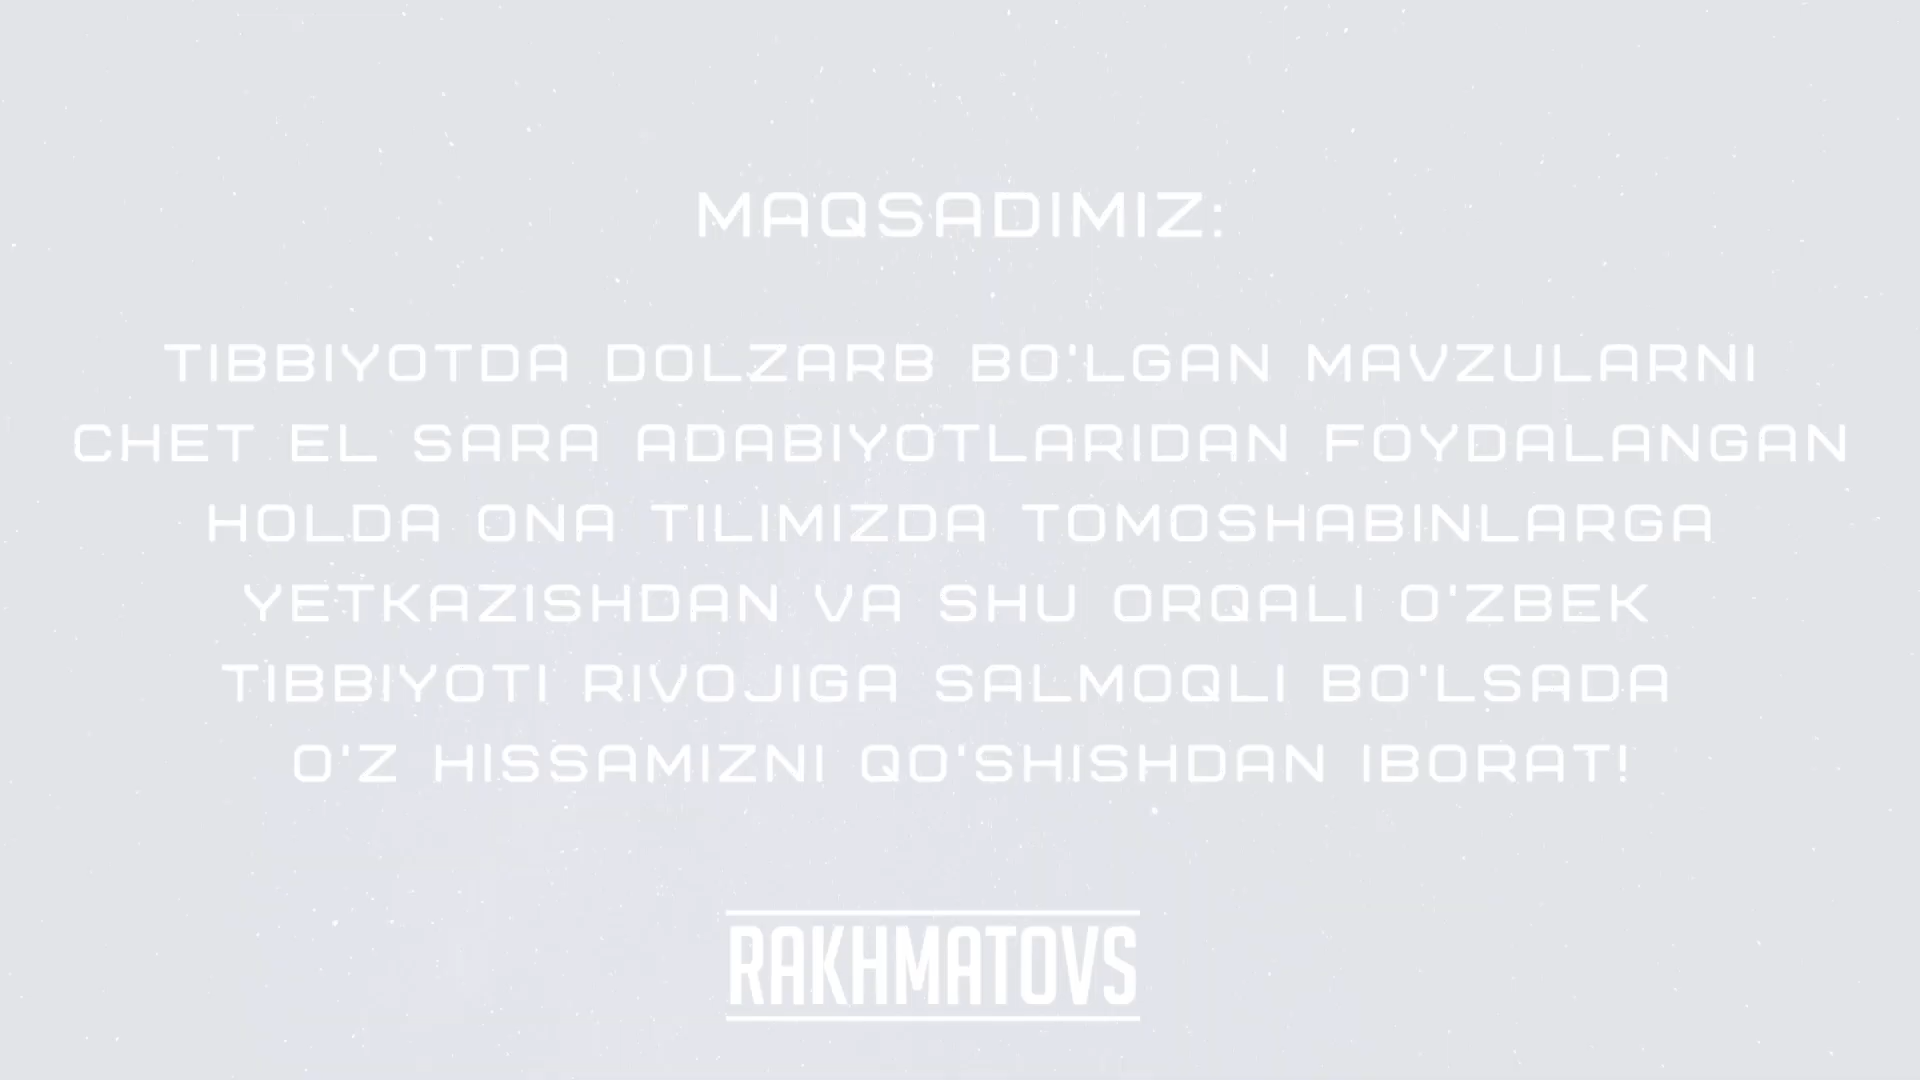 MAQSADIMIZ:
TIBBIYOTDA DOLZARB BO'LGAN MAVZULARNI
CHET EL SARA ADABIYOTLARIDAN FOYDALANGAN
HOLDA ONA TILIMIZDA TOMOSHABINLARGA
YETKAZISHDAN VA SHU ORQALI O'ZBEK
TIBBIYOTI RIVOJIGA SALMOQLI BO'LSADA
O'Z HISSAMIZNI QO'SHISHDAN IBORAT!
RAKHMATOVS